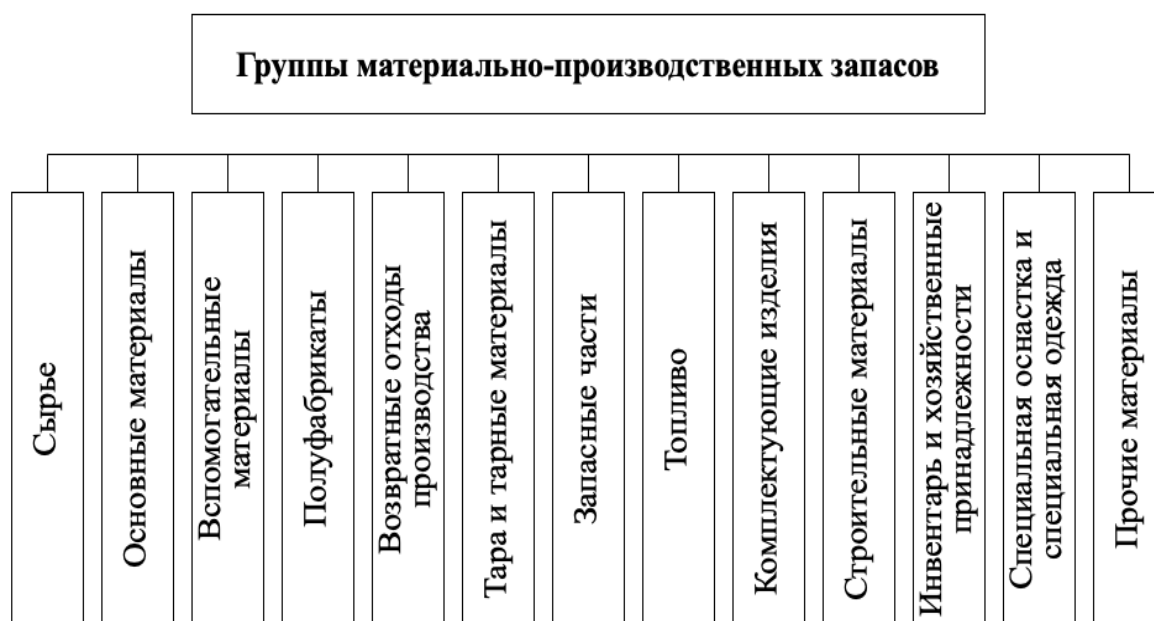 Группы материально-производственных запасов
Сырье
Основные материалы
Вспомогательные
материалы
Полуфабрикаты
Возвратные отходы
производства
Тара и тарные материалы
Запасные части
Топливо
Комплектующие изделия
Строительные материалы
Инвентарь и хозяйственные
принадлежности
Специальная оснастка и
специальная одежда
Прочие материалы